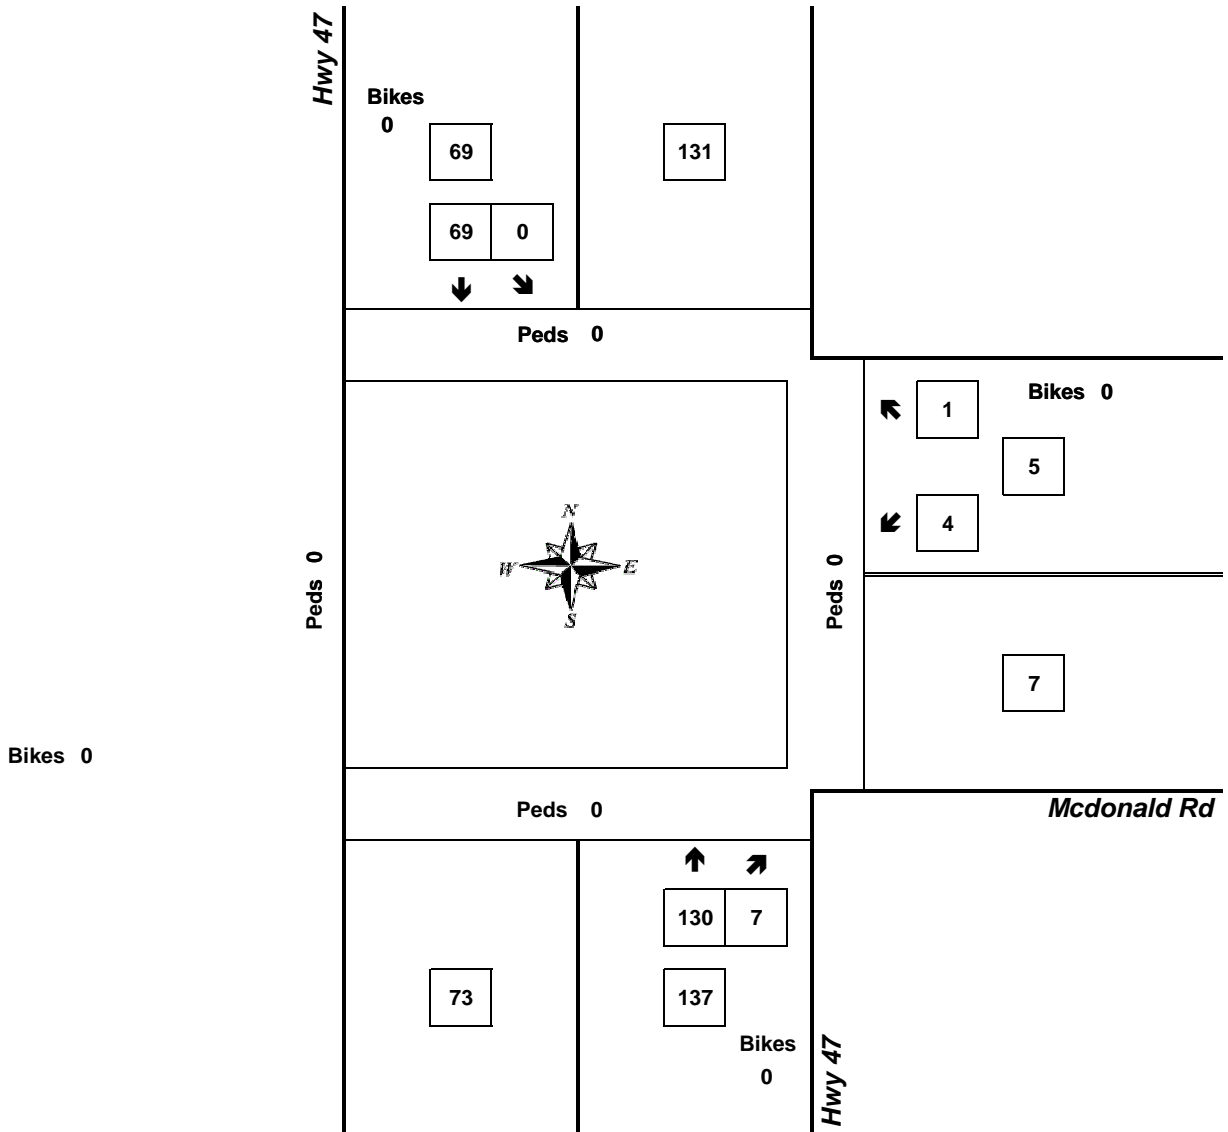 Hwy 47
Bikes
0
69
131
69 0
Peds 0
1
Bikes 0
5
4
N
W E
S
Peds 0
Peds 0
7
Bikes 0
Peds 0
Mcdonald Rd
130 7
73
137
Bikes
0
Hwy 47